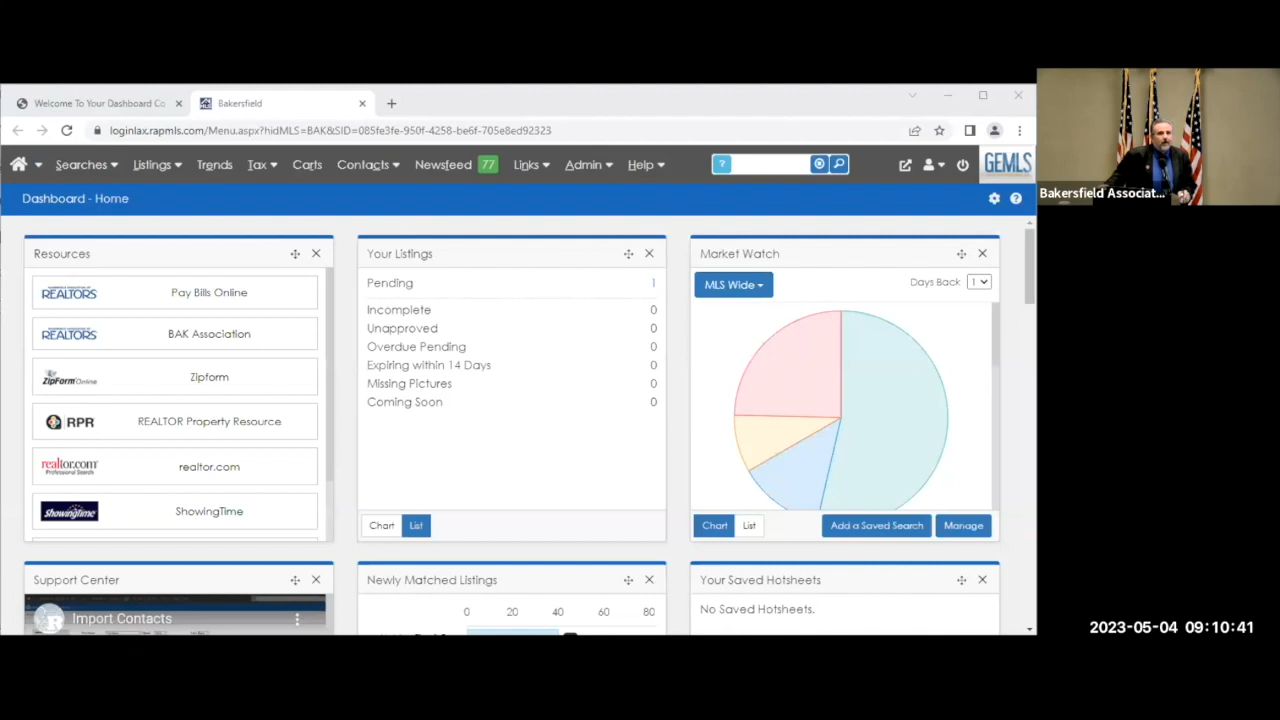 Welcome To Your Dashboard Co
Bakersfield
loginlax.rapmls.com/Menu.aspx?hidMLS=BAK&SID=085fe3fe-950f-4258-be6f-705e8ed92323
Searches Listings Trends Tax Carts Contacts Newsfeed 77 Links Admin Help ? GEMLS
Dashboard - Home
Resources
REALTORS Pay Bills Online
REALTORS BAK Association
ZipForm Online Zipform
RPR REALTOR Property Resource
realtor.com Professional Search realtor.com
ShowingTime ShowingTime
Your Listings
Pending 1
Incomplete 0
Unapproved 0
Overdue Pending 0
Expiring within 14 Days 0
Missing Pictures 0
Coming Soon 0
Chart List
Market Watch
MLS Wide Days Back 1
Chart List Add a Saved Search Manage
Support Center
Import Contacts
Newly Matched Listings
0 20 40 60 80
Your Saved Hotsheets
No Saved Hotsheets.
Bakersfield Associat...
2023-05-04 09:10:41